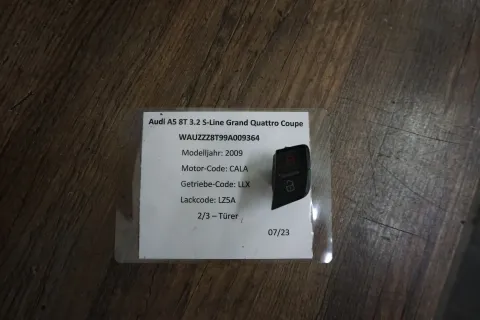 Audi A5 8T 3.2 S-Line Grand Quattro Coupe
WAUZZZ8T99A009364
Modelljahr: 2009
Motor-Code: CALA
Getriebe-Code: LLX
Lackcode: LZ5A
2/3 – Türer
07/23